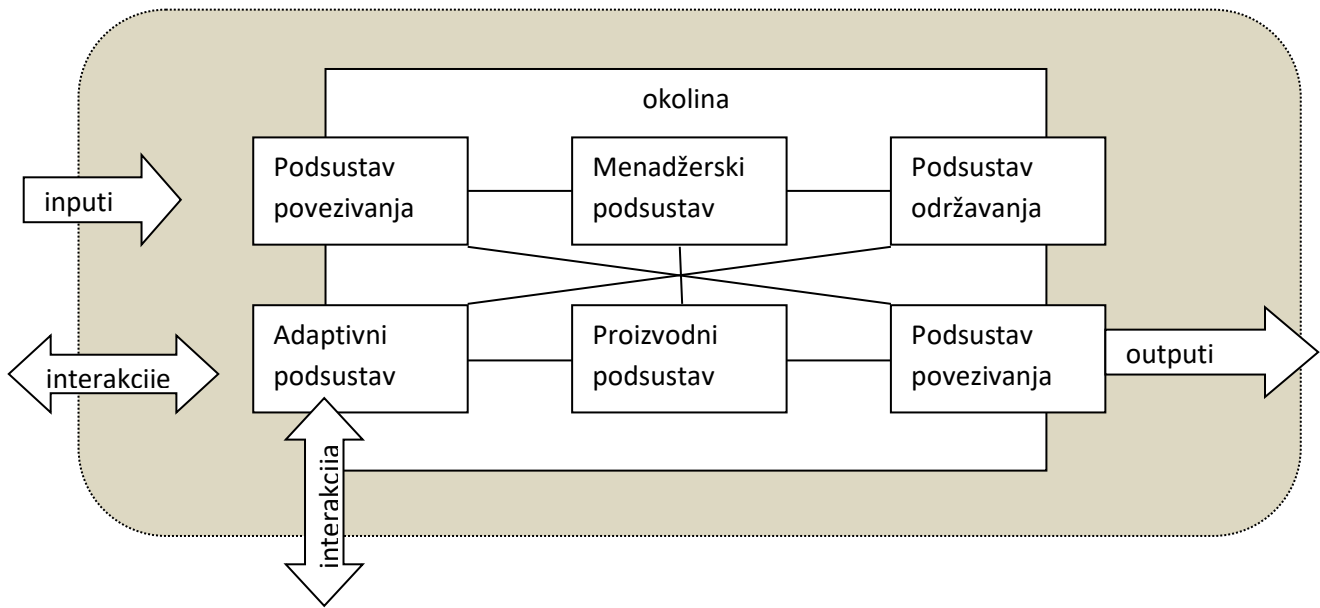 okolina
Podsustav
povezivanja
Menadžerski
podsustav
Podsustav
održavanja
inputi
Adaptivni
podsustav
Proizvodni
podsustav
Podsustav
povezivanja
outputi
interakciie
interakciia